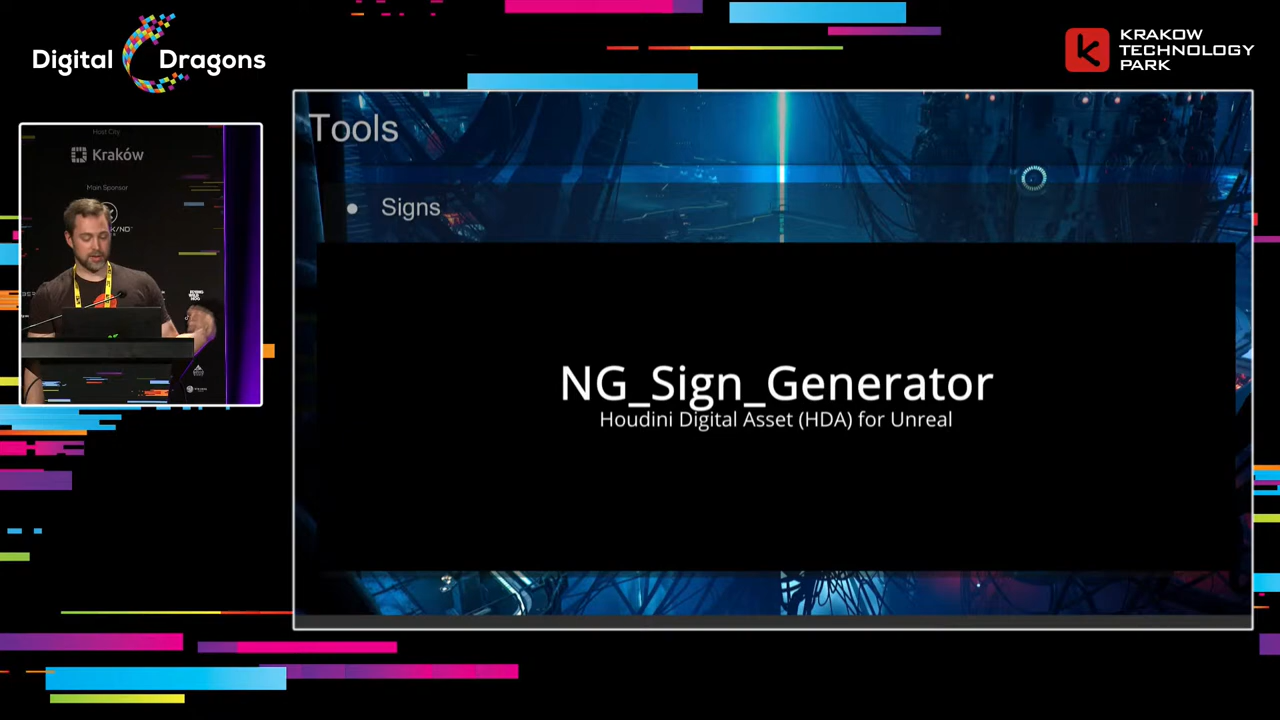 Digital Dragons
KRAKOW
TECHNOLOGY
PARK
Host City
Kraków
Main Sponsor
Tools
Signs
NG_Sign_Generator
Houdini Digital Asset (HDA) for Unreal